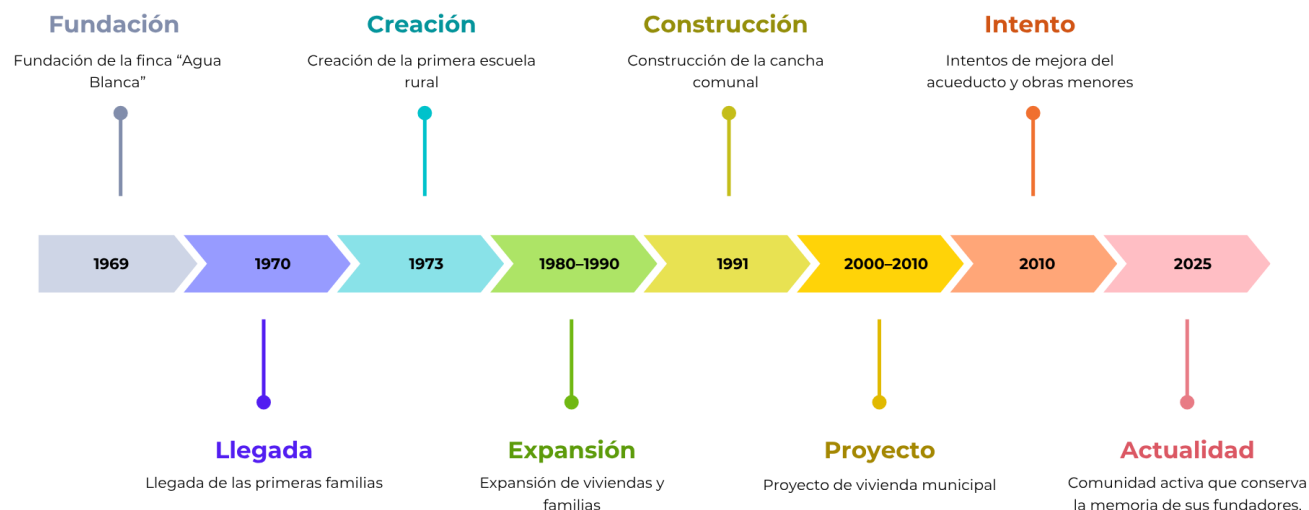 Fundación
Fundación de la finca “Agua
Blanca”
Creación
Creación de la primera escuela
rural
Construcción
Construcción de la cancha
comunal
Intento
Intentos de mejora del
acueducto y obras menores
1969
1970
1973
1980–1990
1991
2000–2010
2010
2025
Llegada
Llegada de las primeras familias
Expansión
Expansión de viviendas y
familias
Proyecto
Proyecto de vivienda municipal
Actualidad
Comunidad activa que conserva
la memoria de sus fundadores.